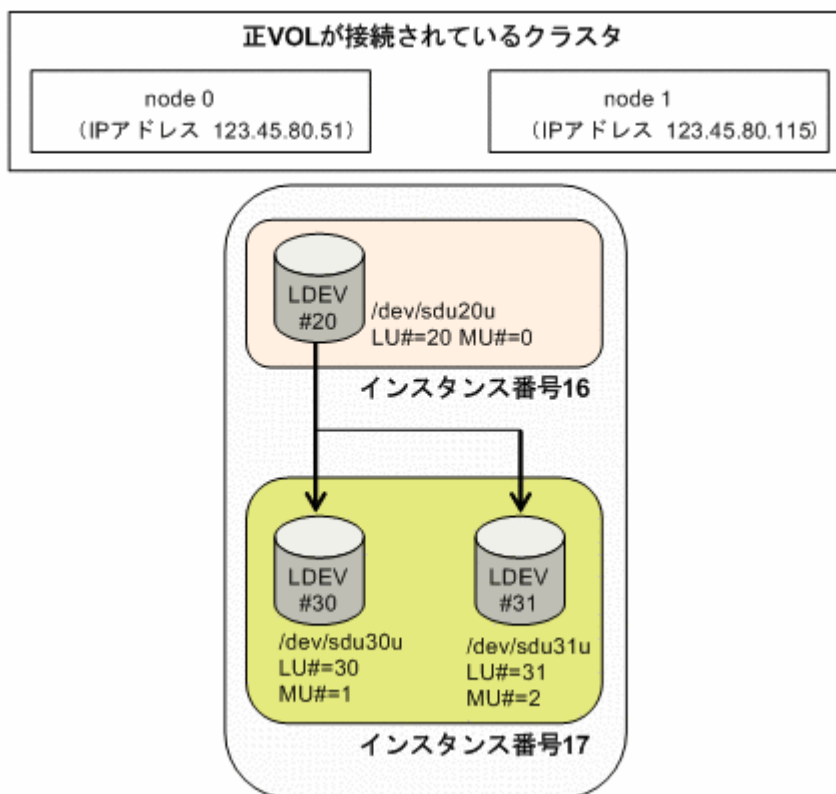 正VOLが接続されているクラスタ
node 0
(IPアドレス 123.45.80.51)
node 1
(IPアドレス 123.45.80.115)
LDEV
#20
/dev/sdu20u
LU#=20 MU#=0
インスタンス番号16
LDEV
#30
/dev/sdu30u
LU#=30
MU#=1
LDEV
#31
/dev/sdu31u
LU#=31
MU#=2
インスタンス番号17